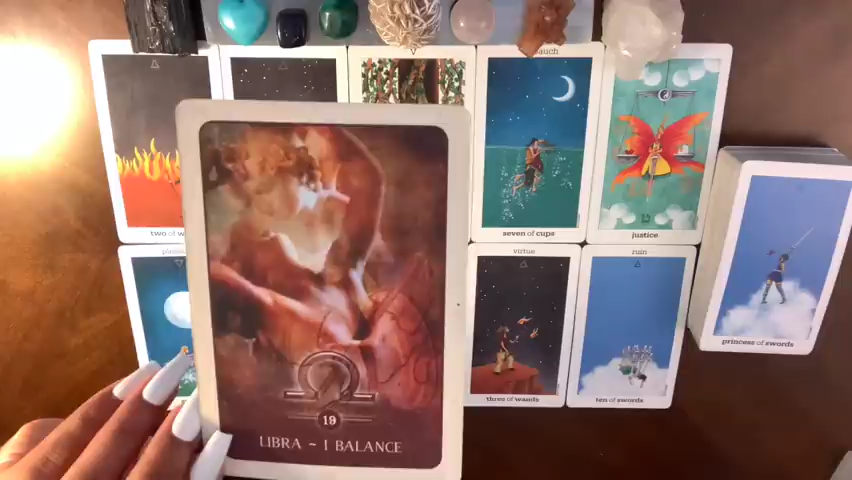 auch
two of w
seven of cups
justice
virtue
ruin
princess of swords
three of wands
ten of swords
19
LIBRA ~ I BALANCE